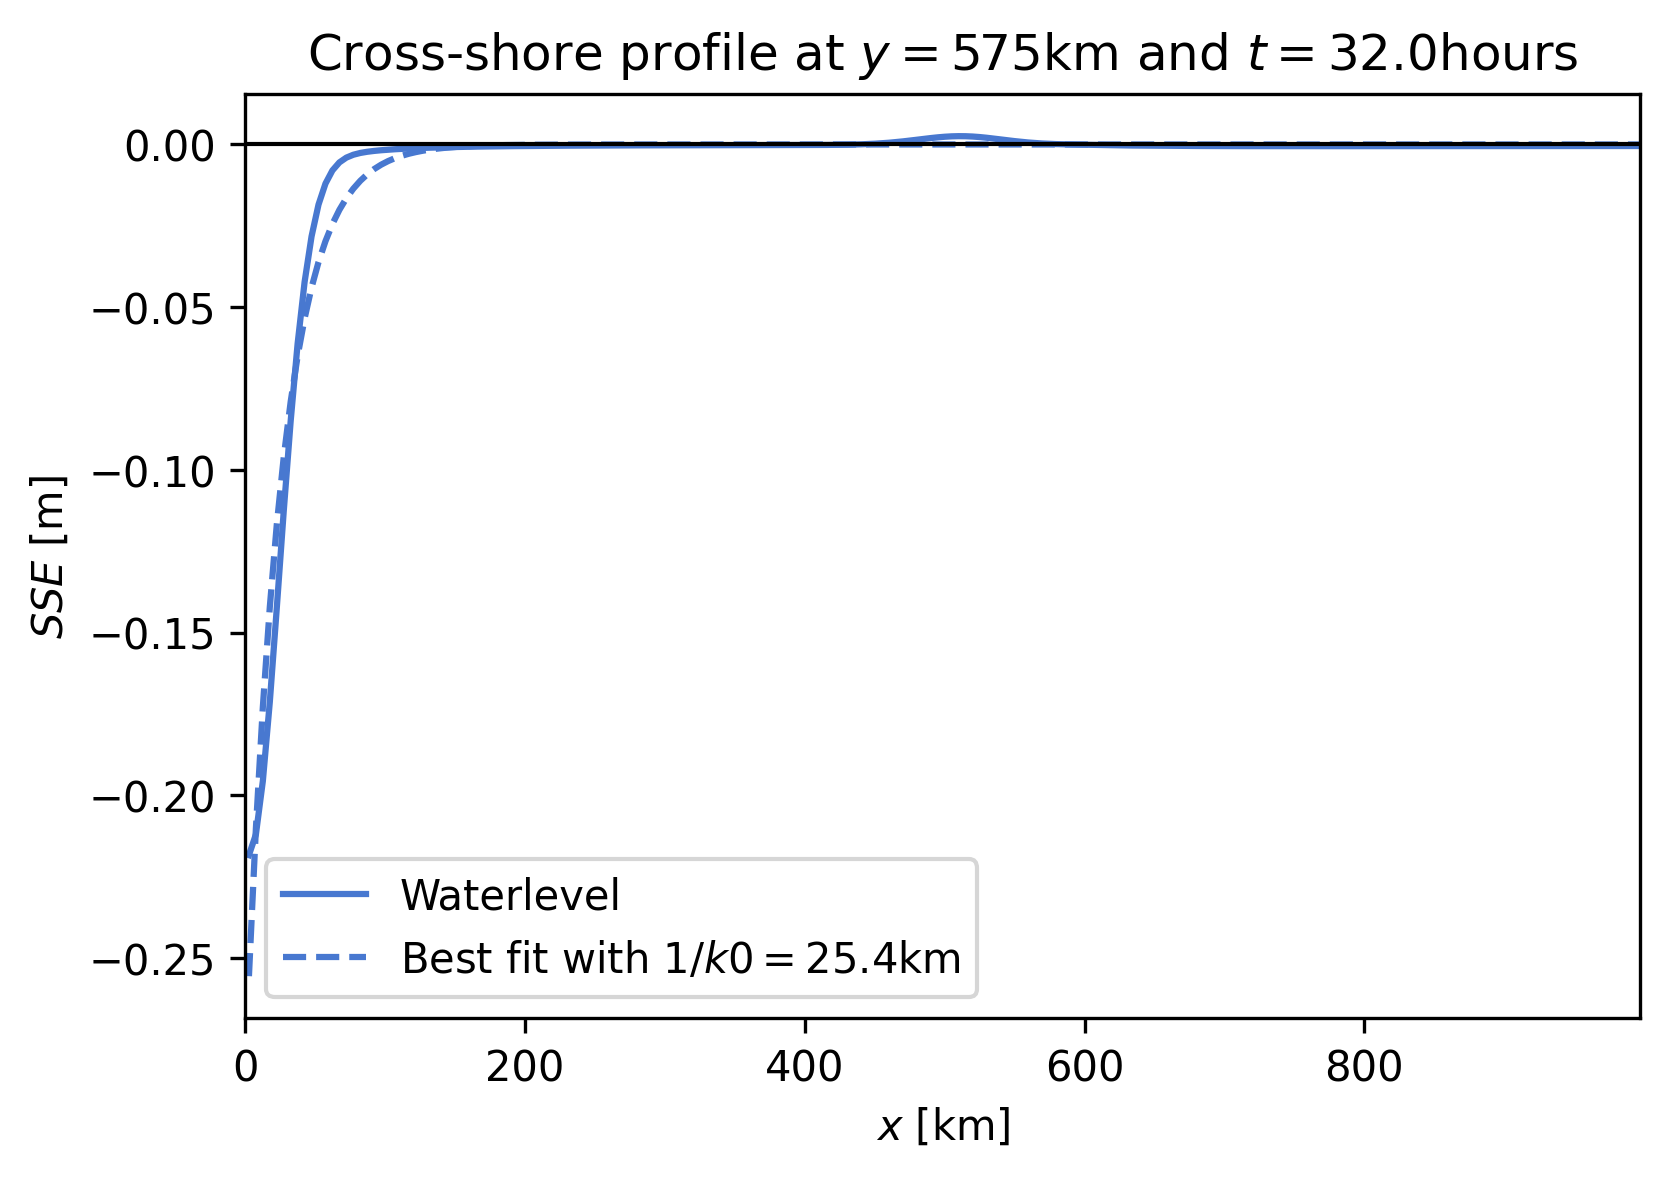 Cross-shore profile at y = 575km and t = 32.0hours
SSE [m]
0.00
−0.05
−0.10
−0.15
−0.20
−0.25
Waterlevel
Best fit with 1/k0 = 25.4km
0 200 400 600 800
x [km]